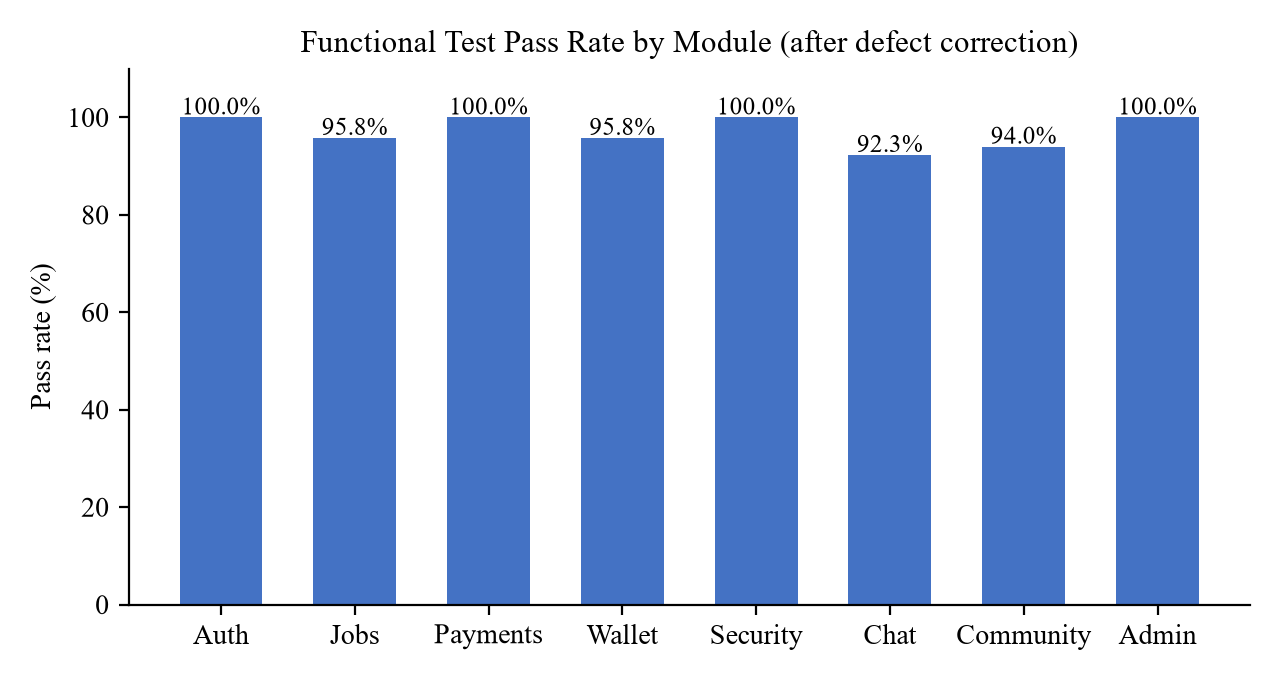 Functional Test Pass Rate by Module (after defect correction)
100.0%
95.8%
100.0%
95.8%
100.0%
92.3%
94.0%
100.0%
Pass rate (%)
100
80
60
40
20
0
Auth
Jobs
Payments
Wallet
Security
Chat
Community
Admin